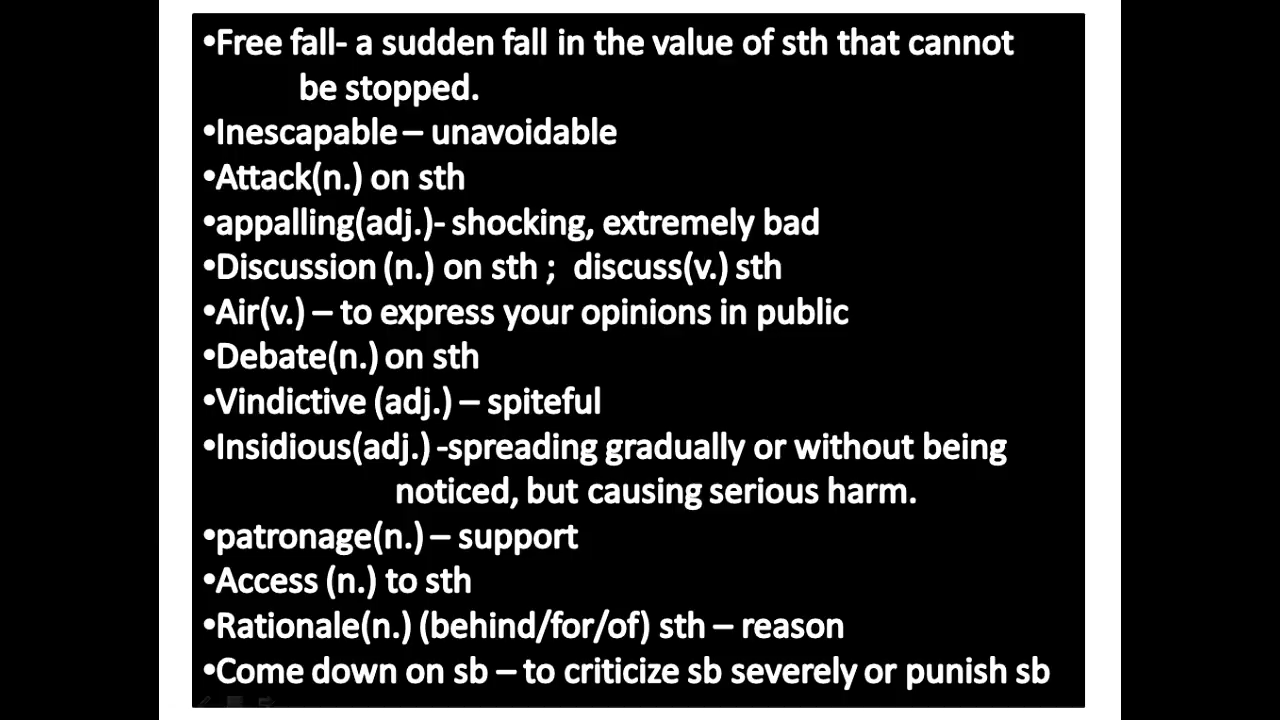 •Free fall- a sudden fall in the value of sth that cannot
be stopped.
•Inescapable – unavoidable
•Attack(n.) on sth
•appalling(adj.)- shocking, extremely bad
•Discussion (n.) on sth ; discuss(v.) sth
•Air(v.) – to express your opinions in public
•Debate(n.) on sth
•Vindictive (adj.) – spiteful
•Insidious(adj.) -spreading gradually or without being
noticed, but causing serious harm.
•patronage(n.) – support
•Access (n.) to sth
•Rationale(n.) (behind/for/of) sth – reason
•Come down on sb – to criticize sb severely or punish sb